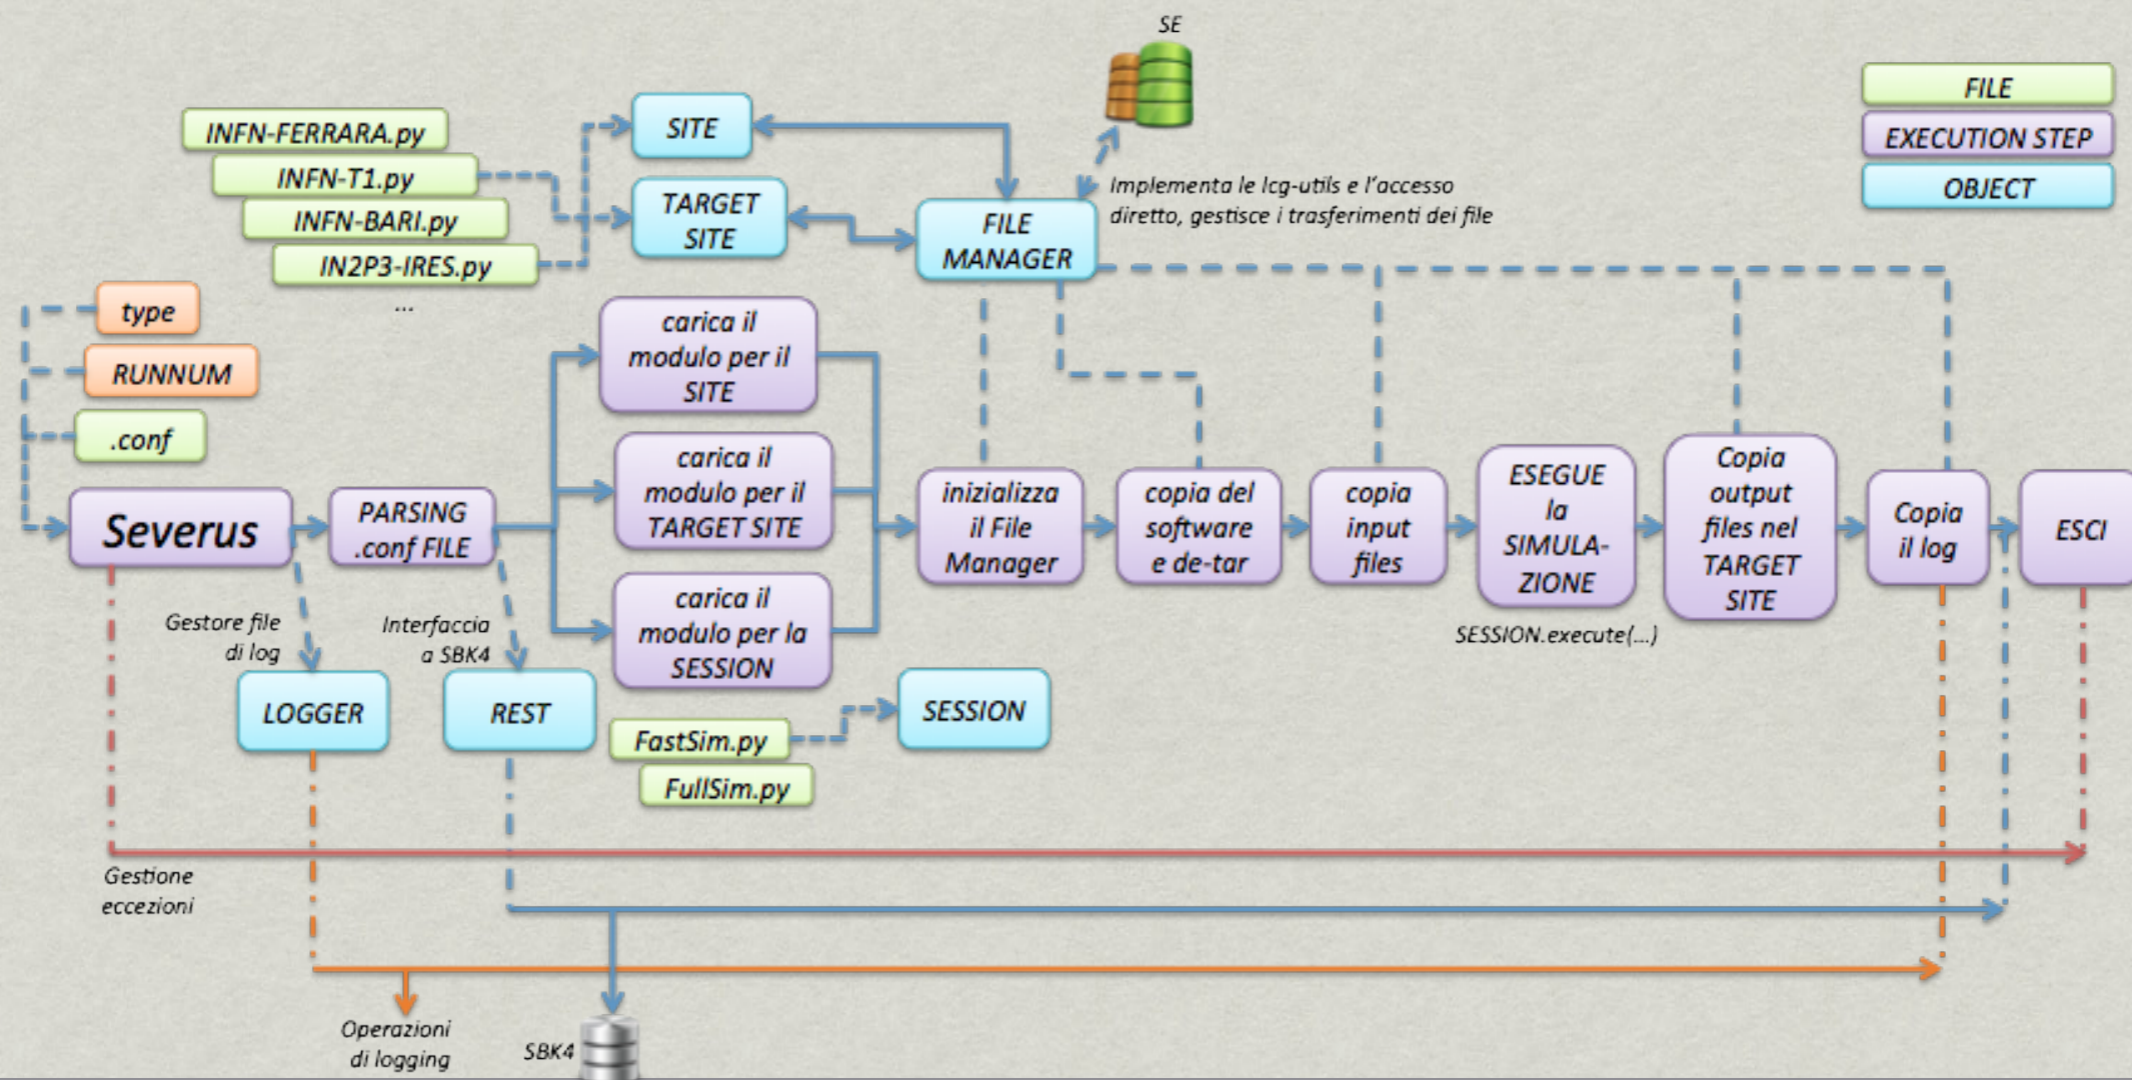 SE
FILE
EXECUTION STEP
OBJECT
INFN-FERRARA.py
INFN-T1.py
INFN-BARI.py
IN2P3-IRES.py
...
SITE
TARGET
SITE
FILE
MANAGER
Implementa le lcg-utils e l'accesso
diretto, gestisce i trasferimenti dei file
type
RUNNUM
.conf
Severus
PARSING
.conf FILE
carica il
modulo per il
SITE
carica il
modulo per il
TARGET SITE
carica il
modulo per la
SESSION
inizializza
il File
Manager
copia del
software
e de-tar
copia
input
files
ESEGUE
la
SIMULA-
ZIONE
SESSION.execute(...)
Copia
output
files nel
TARGET
SITE
Copia
il log
ESCI
Gestore file
di log
Interfaccia
a SBK4
LOGGER
REST
FastSim.py
FullSim.py
SESSION
Gestione
eccezioni
Operazioni
di logging
SBK4